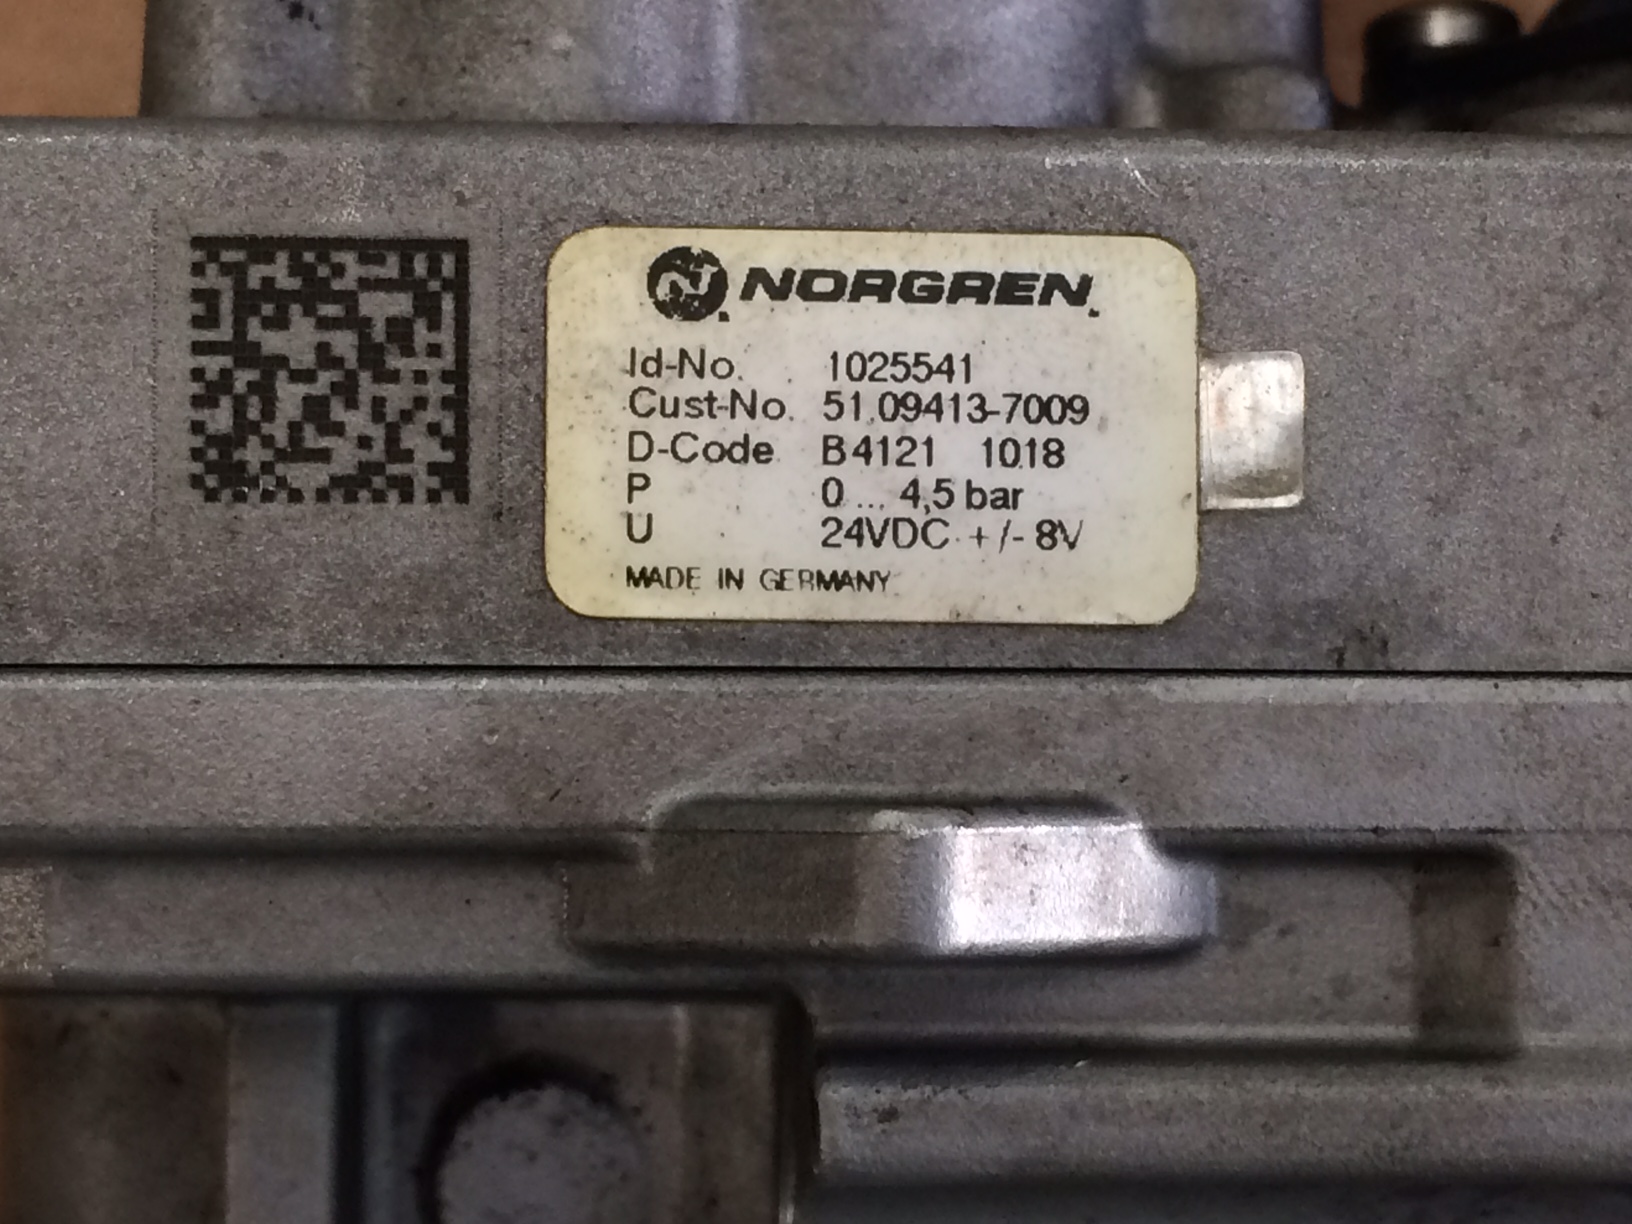 NORGREN
Id-No. 1025541
Cust-No. 51.09413-7009
D-Code B4121 1018
P 0 ... 4,5 bar
U 24VDC +/- 8V
MADE IN GERMANY